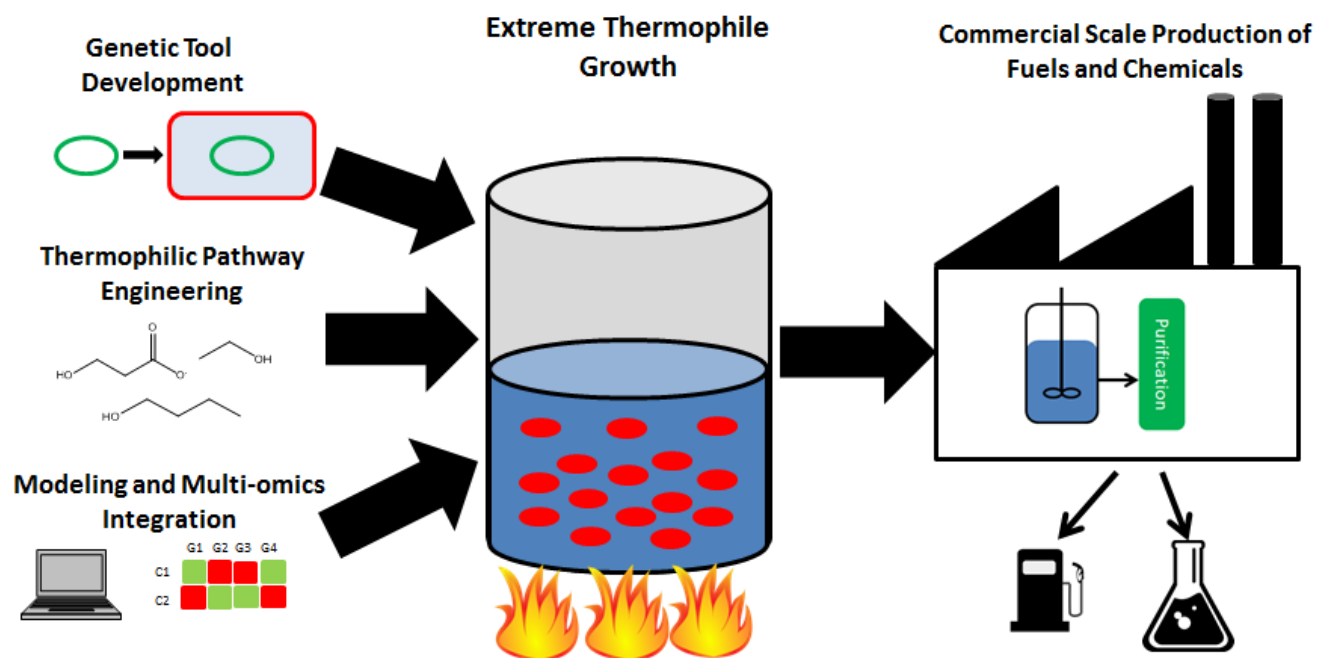 Genetic Tool
Development
Extreme Thermophile
Growth
Commercial Scale Production of
Fuels and Chemicals
Thermophilic Pathway
Engineering
O
HO
O-
OH
HO
Modeling and Multi-omics
Integration
G1 G2 G3 G4
C1
C2
Purification